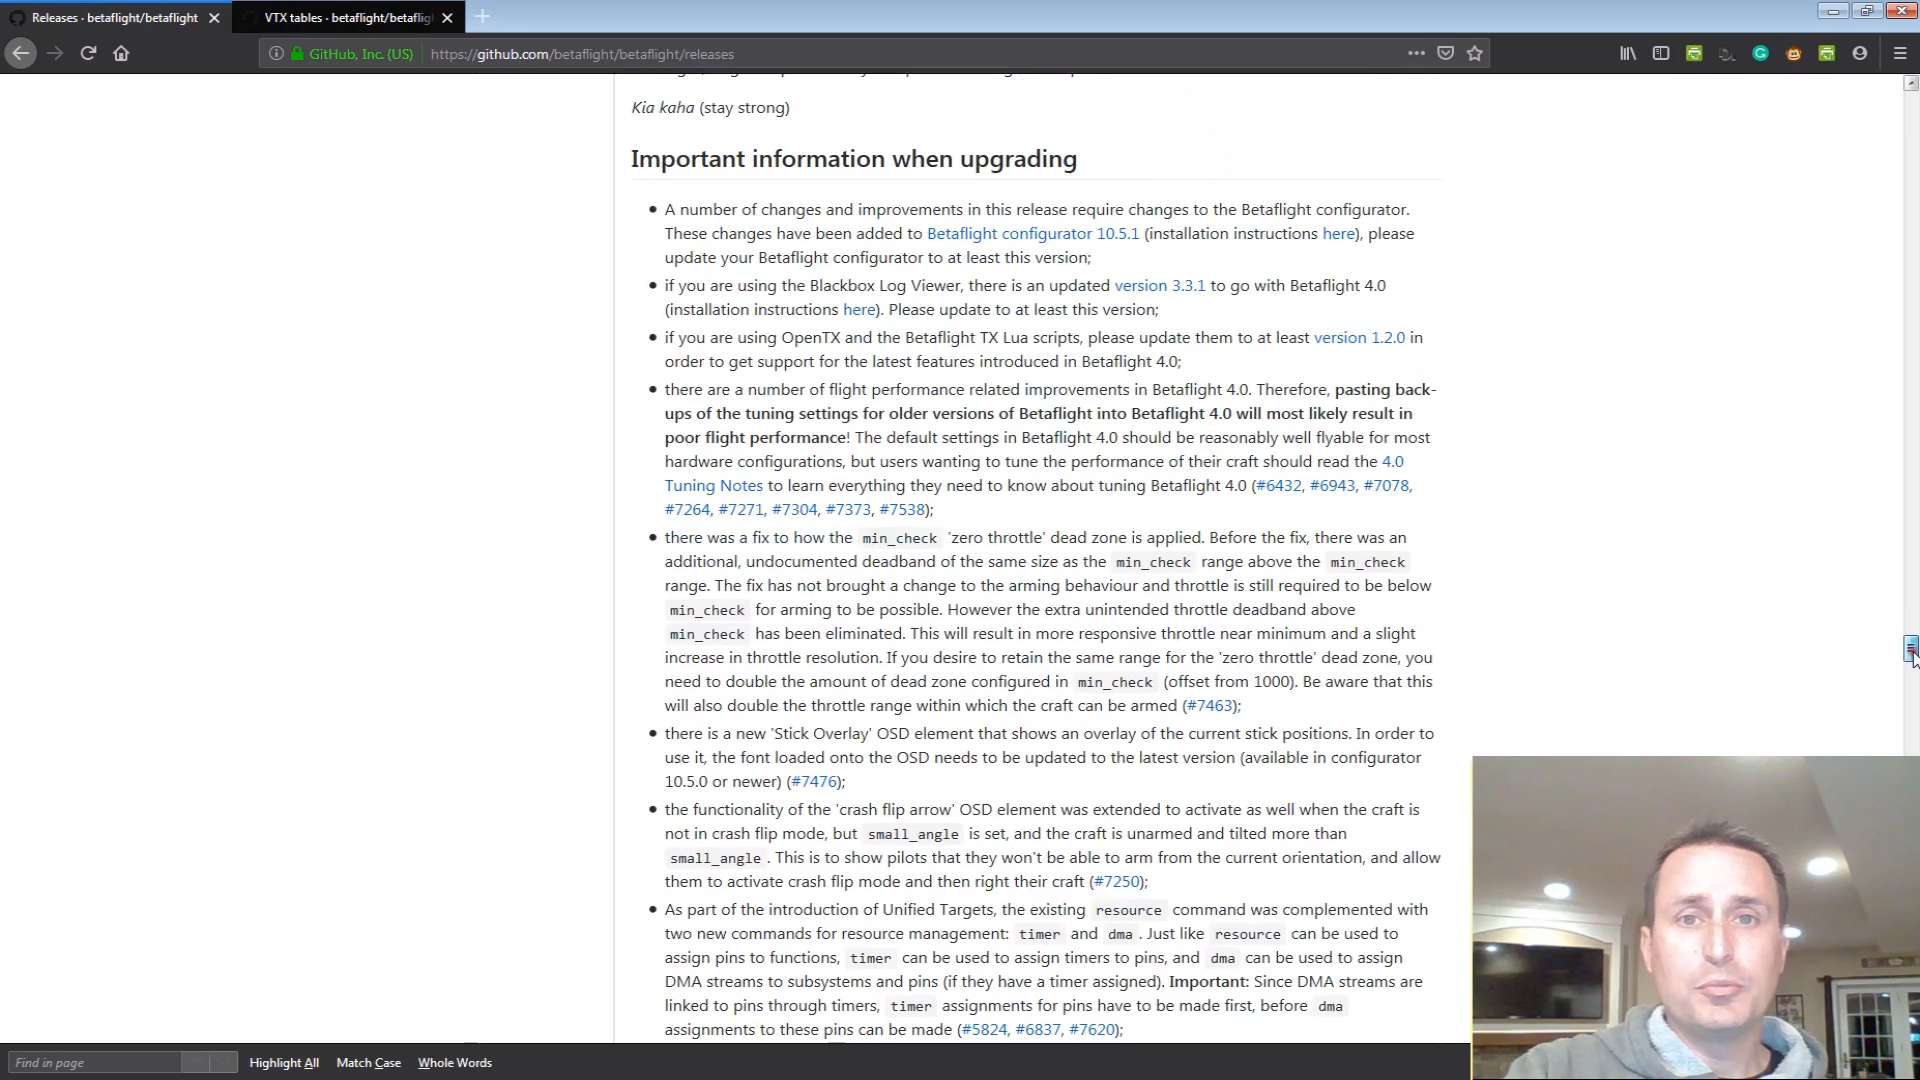 Releases · betaflight/betaflight
VTX tables · betaflight/betaflig
GitHub, Inc. (US)
https://github.com/betaflight/betaflight/releases
Kia kaha (stay strong)
Important information when upgrading
A number of changes and improvements in this release require changes to the Betaflight configurator.
These changes have been added to Betaflight configurator 10.5.1 (installation instructions here), please
update your Betaflight configurator to at least this version;
if you are using the Blackbox Log Viewer, there is an updated version 3.3.1 to go with Betaflight 4.0
(installation instructions here). Please update to at least this version;
if you are using OpenTX and the Betaflight TX Lua scripts, please update them to at least version 1.2.0 in
order to get support for the latest features introduced in Betaflight 4.0;
there are a number of flight performance related improvements in Betaflight 4.0. Therefore, pasting back-
ups of the tuning settings for older versions of Betaflight into Betaflight 4.0 will most likely result in
poor flight performance! The default settings in Betaflight 4.0 should be reasonably well flyable for most
hardware configurations, but users wanting to tune the performance of their craft should read the 4.0
Tuning Notes to learn everything they need to know about tuning Betaflight 4.0 (#6432, #6943, #7078,
#7264, #7271, #7304, #7373, #7538);
there was a fix to how the min_check 'zero throttle' dead zone is applied. Before the fix, there was an
additional, undocumented deadband of the same size as the min_check range above the min_check
range. The fix has not brought a change to the arming behaviour and throttle is still required to be below
min_check for arming to be possible. However the extra unintended throttle deadband above
min_check has been eliminated. This will result in more responsive throttle near minimum and a slight
increase in throttle resolution. If you desire to retain the same range for the 'zero throttle' dead zone, you
need to double the amount of dead zone configured in min_check (offset from 1000). Be aware that this
will also double the throttle range within which the craft can be armed (#7463);
there is a new 'Stick Overlay' OSD element that shows an overlay of the current stick positions. In order to
use it, the font loaded onto the OSD needs to be updated to the latest version (available in configurator
10.5.0 or newer) (#7476);
the functionality of the 'crash flip arrow' OSD element was extended to activate as well when the craft is
not in crash flip mode, but small_angle is set, and the craft is unarmed and tilted more than
small_angle . This is to show pilots that they won't be able to arm from the current orientation, and allow
them to activate crash flip mode and then right their craft (#7250);
As part of the introduction of Unified Targets, the existing resource command was complemented with
two new commands for resource management: timer and dma . Just like resource can be used to
assign pins to functions, timer can be used to assign timers to pins, and dma can be used to assign
DMA streams to subsystems and pins (if they have a timer assigned). Important: Since DMA streams are
linked to pins through timers, timer assignments for pins have to be made first, before dma
assignments to these pins can be made (#5824, #6837, #7620);
Find in page
Highlight All
Match Case
Whole Words